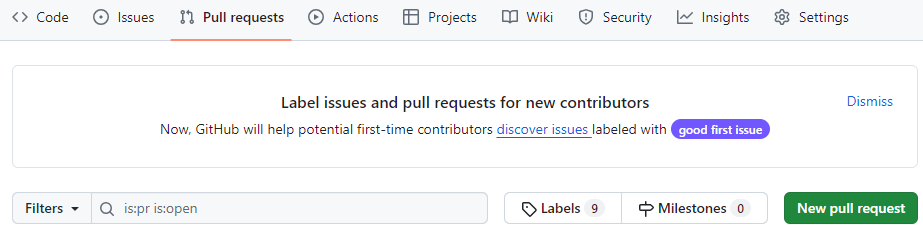 Code Issues Pull requests Actions Projects Wiki Security Insights Settings
Label issues and pull requests for new contributors Dismiss
Now, GitHub will help potential first-time contributors discover issues labeled with good first issue
Filters is:pr is:open Labels 9 Milestones 0 New pull request